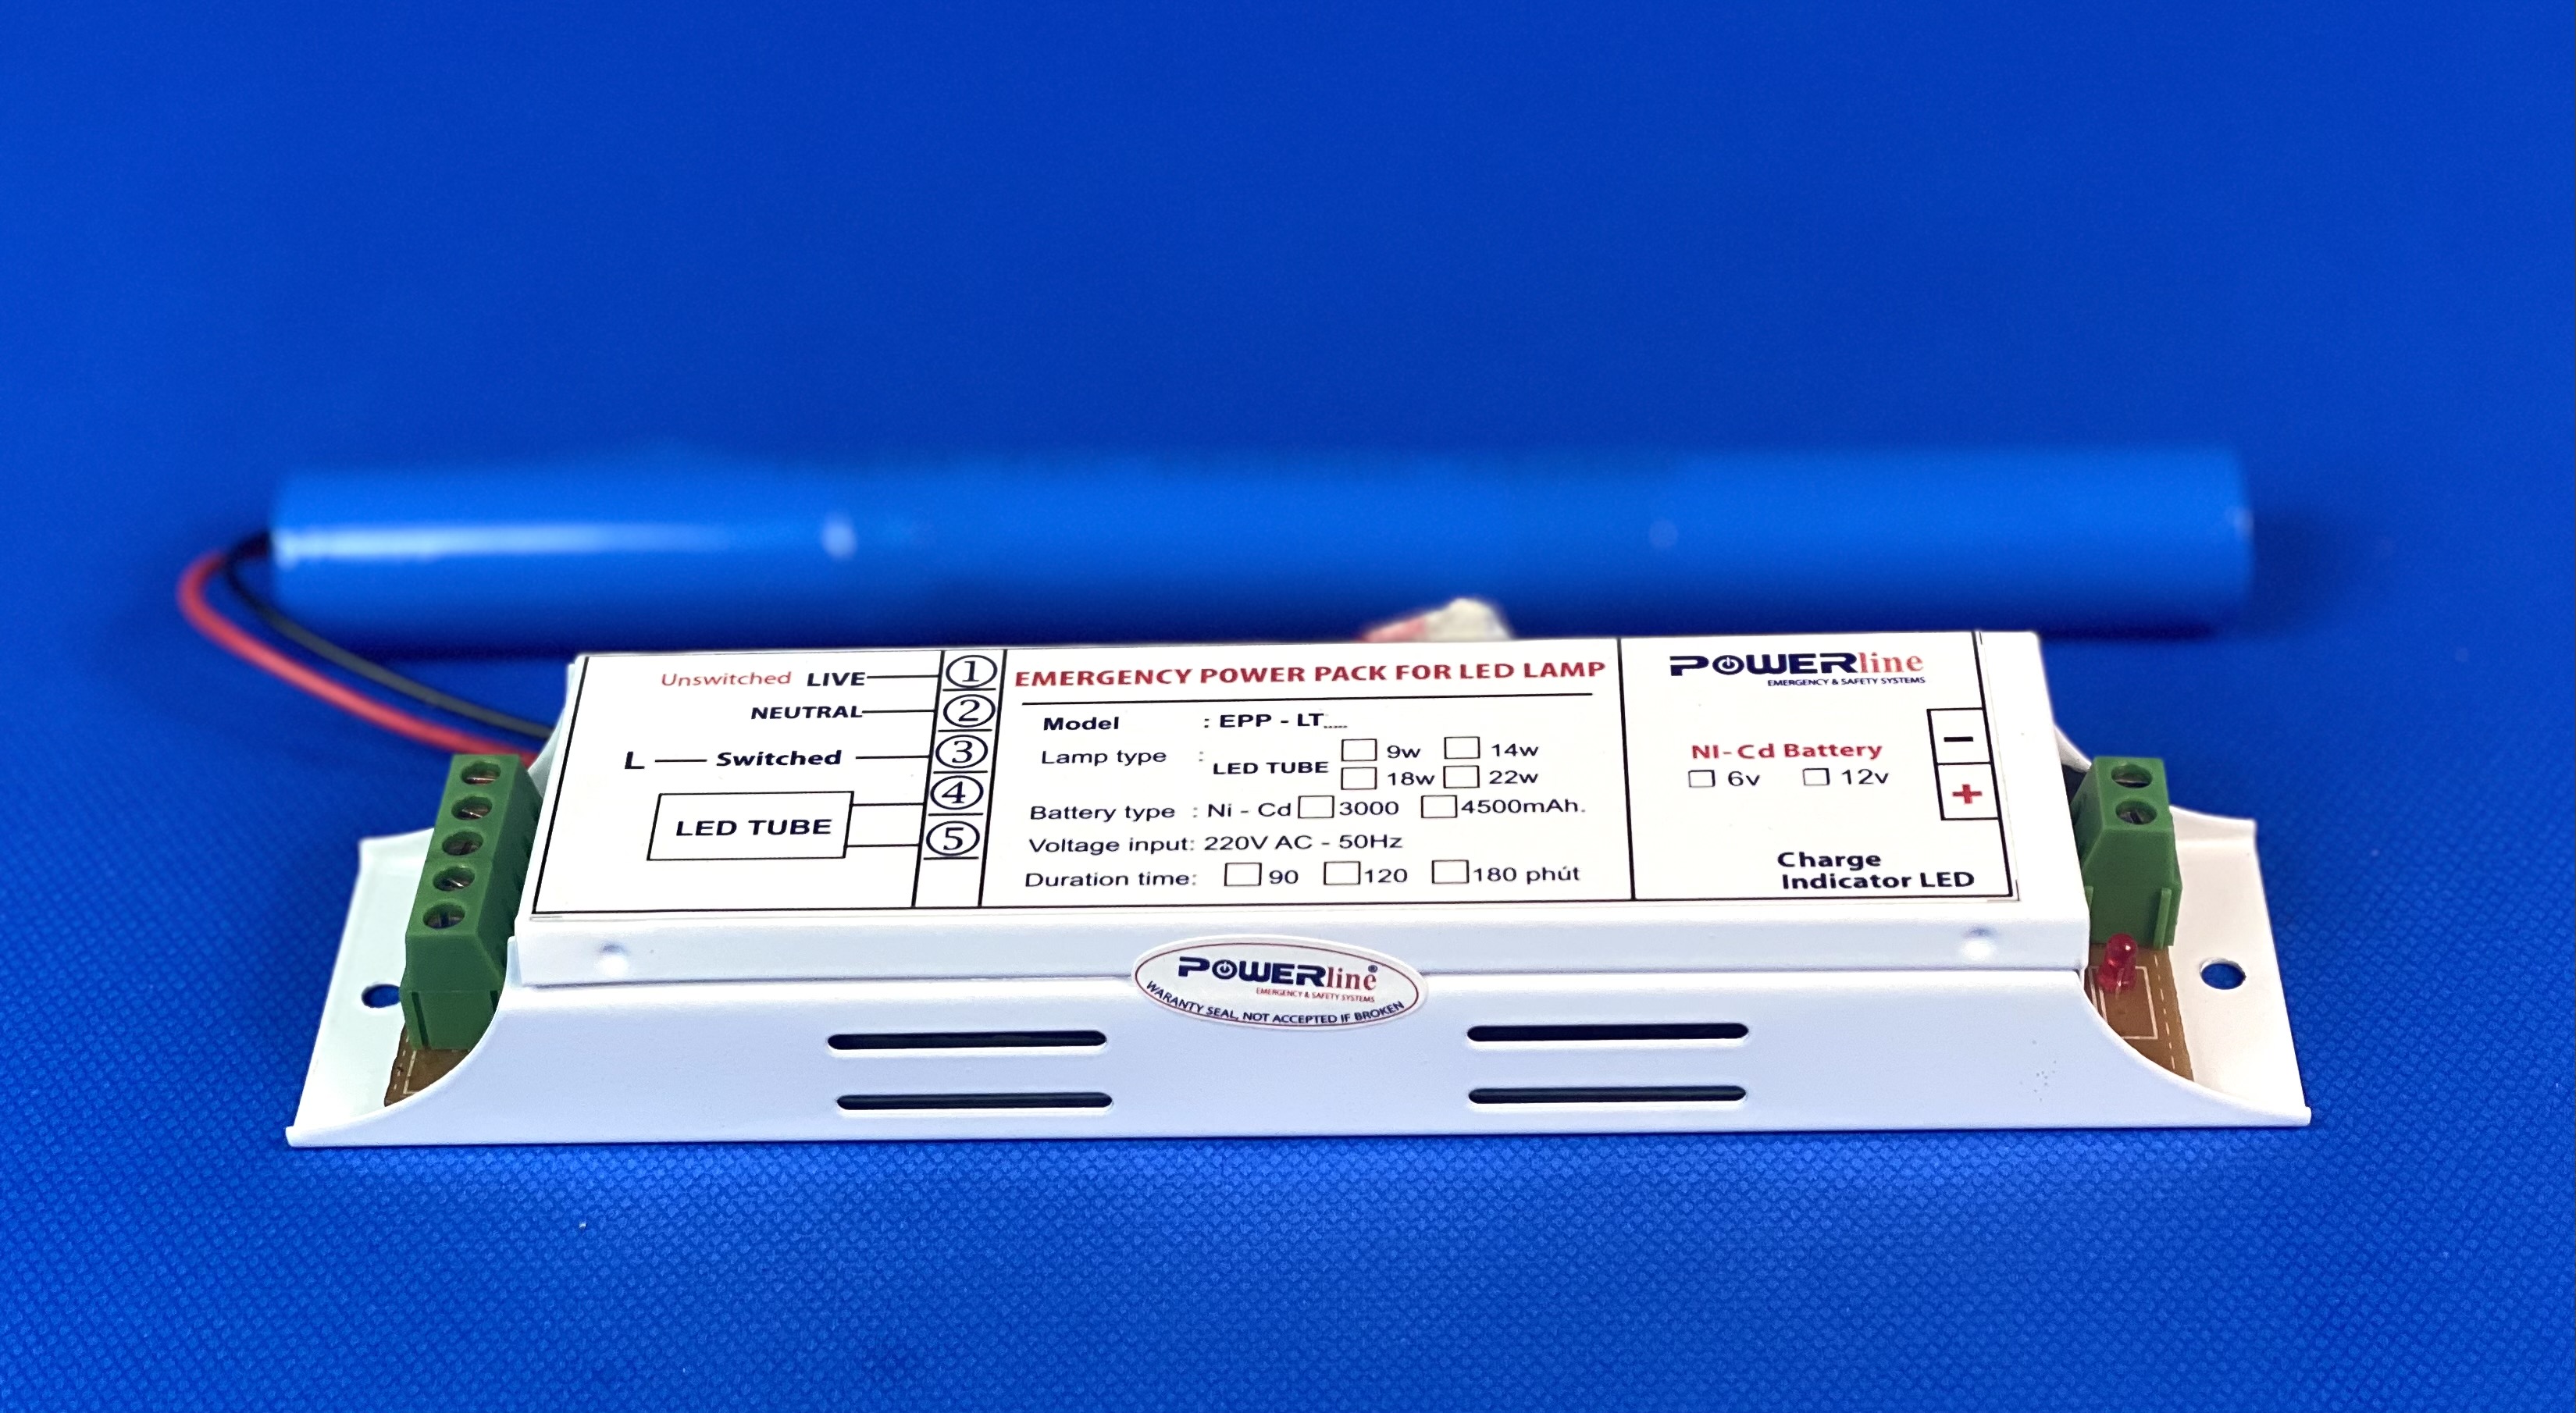 Unswitched LIVE
NEUTRAL
L Switched
LED TUBE
1
2
3
4
5
EMERGENCY POWER PACK FOR LED LAMP
Model : EPP - LT.....
Lamp type : LED TUBE 9w 14w
18w 22w
Battery type : Ni - Cd 3000 4500mAh.
Voltage input: 220V AC - 50Hz
Duration time: 90 120 180 phút
POWERline
EMERGENCY & SAFETY SYSTEMS
NI-Cd Battery
6v 12v
−
+
Charge
Indicator LED
POWERline®
EMERGENCY & SAFETY SYSTEMS
WARANTY SEAL, NOT ACCEPTED IF BROKEN